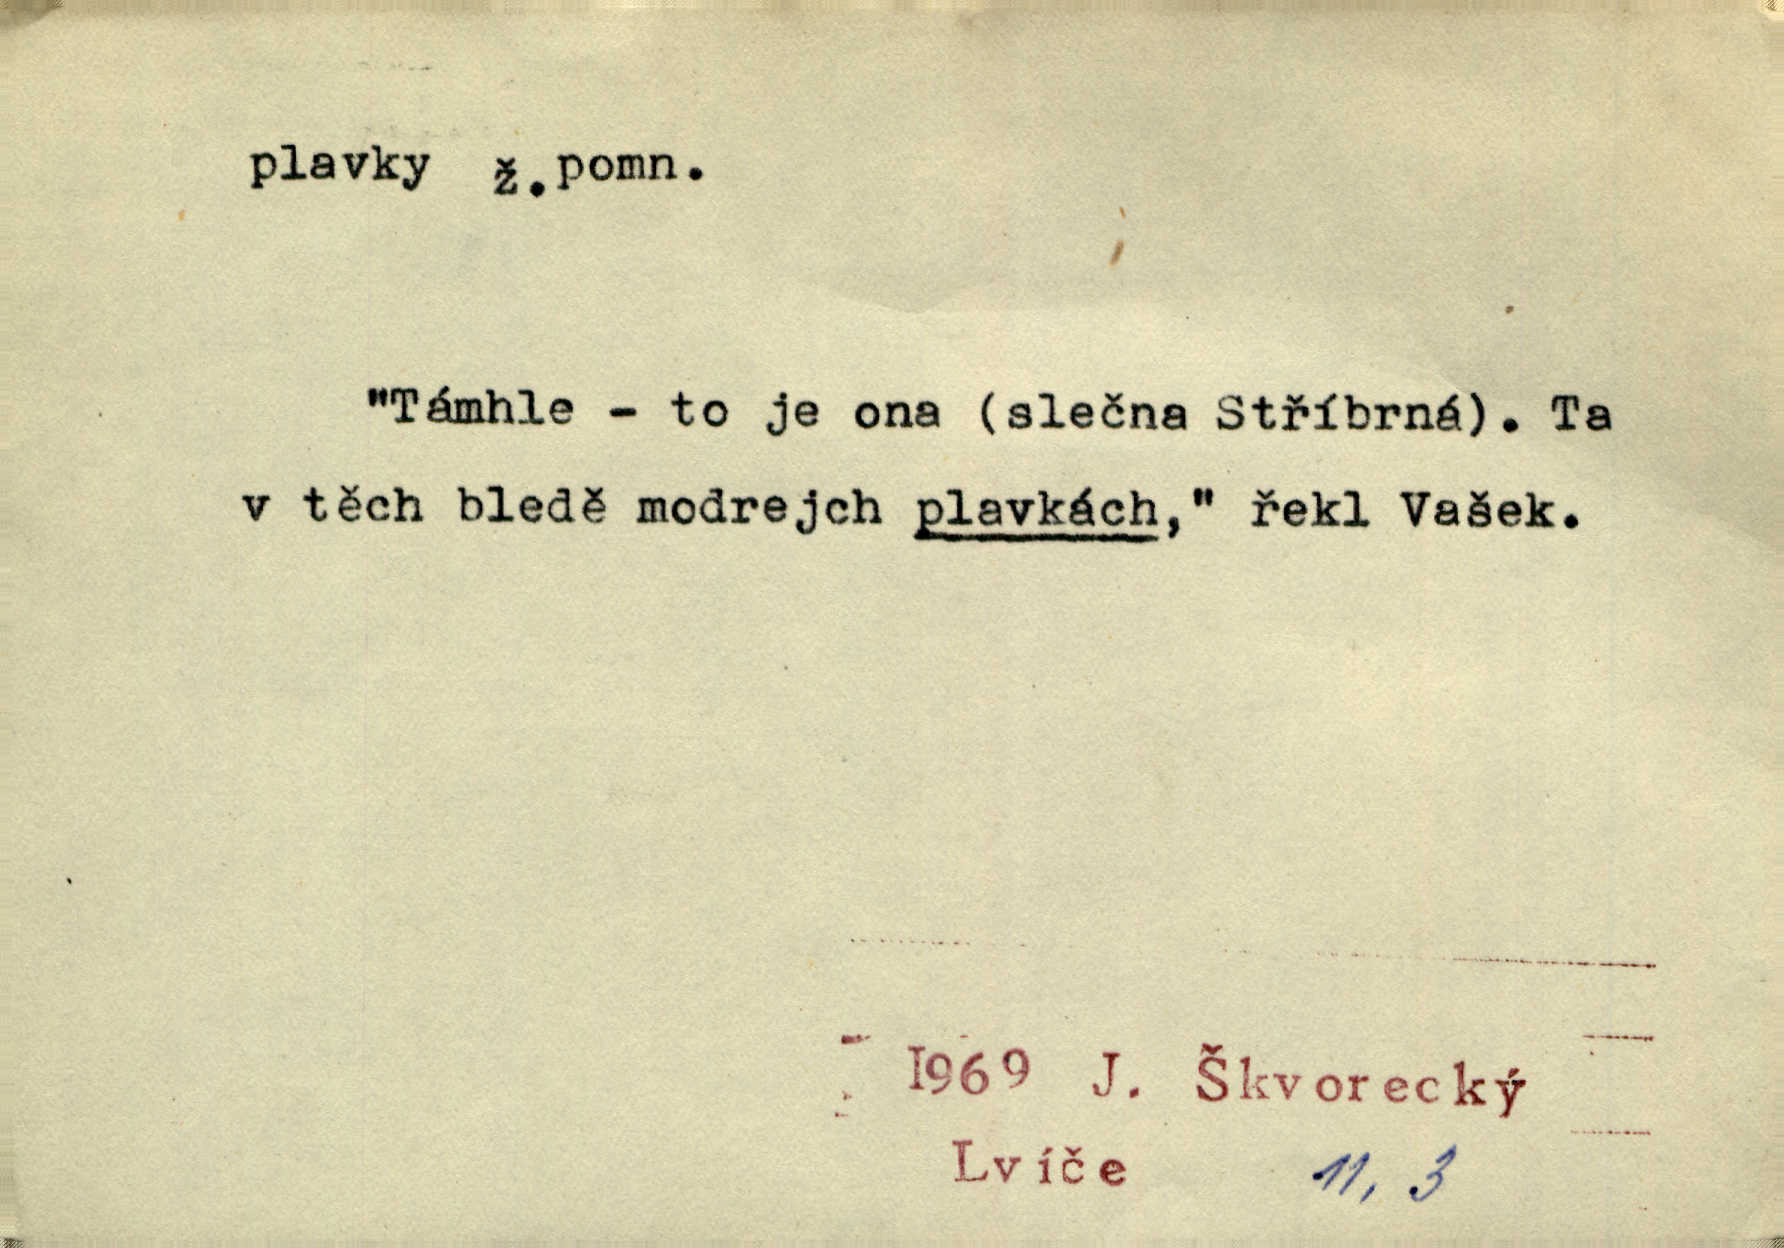 plavky ž. pomn.
"Támhle - to je ona (slečna Stříbrná). Ta
v těch bledě modrejch plavkách," řekl Vašek.
1969 J. Škvorecký
Lvíče 11, 3